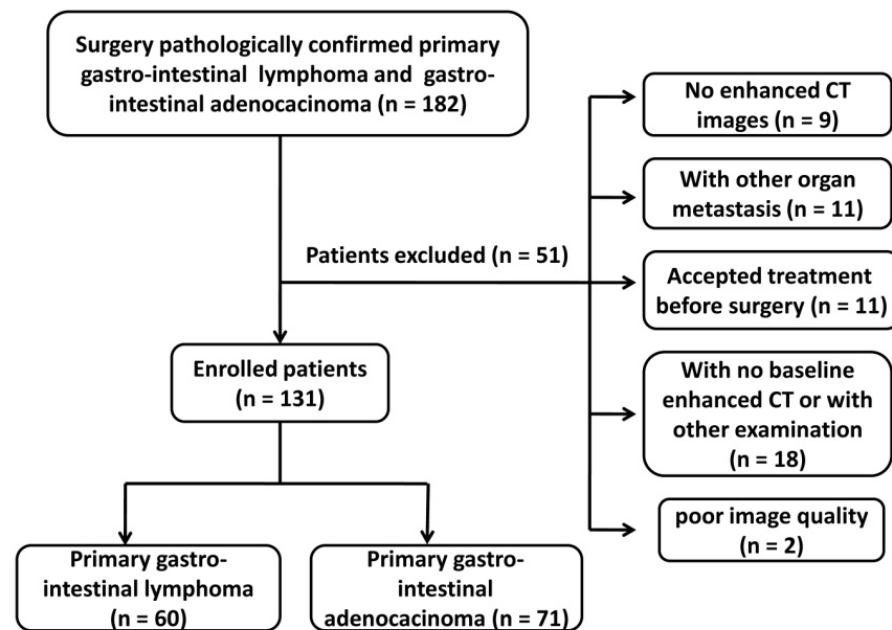 Surgery pathologically confirmed primary
gastro-intestinal lymphoma and gastro-
intestinal adenocacinoma (n = 182)
No enhanced CT
images (n = 9)
With other organ
metastasis (n = 11)
Patients excluded (n = 51)
Accepted treatment
before surgery (n = 11)
Enrolled patients
(n = 131)
With no baseline
enhanced CT or with
other examination
(n = 18)
poor image quality
(n = 2)
Primary gastro-
intestinal lymphoma
(n = 60)
Primary gastro-
intestinal
adenocacinoma (n = 71)